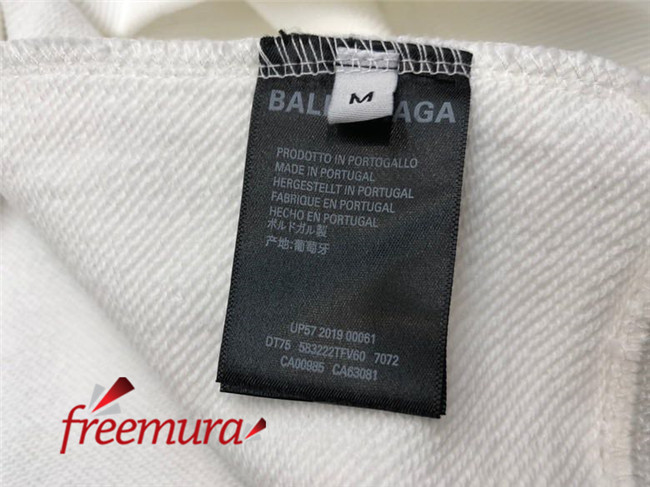 M
BAL AGA
PRODOTTO IN PORTOGALLO
MADE IN PORTUGAL
HERGESTELLT IN PORTUGAL
FABRIQUE EN PORTUGAL
HECHO EN PORTUGAL
ポルトガル製
产地:葡萄牙
UP57 2019 00061
DT75 583222TFV60 7072
CA00985 CA63081
freemura